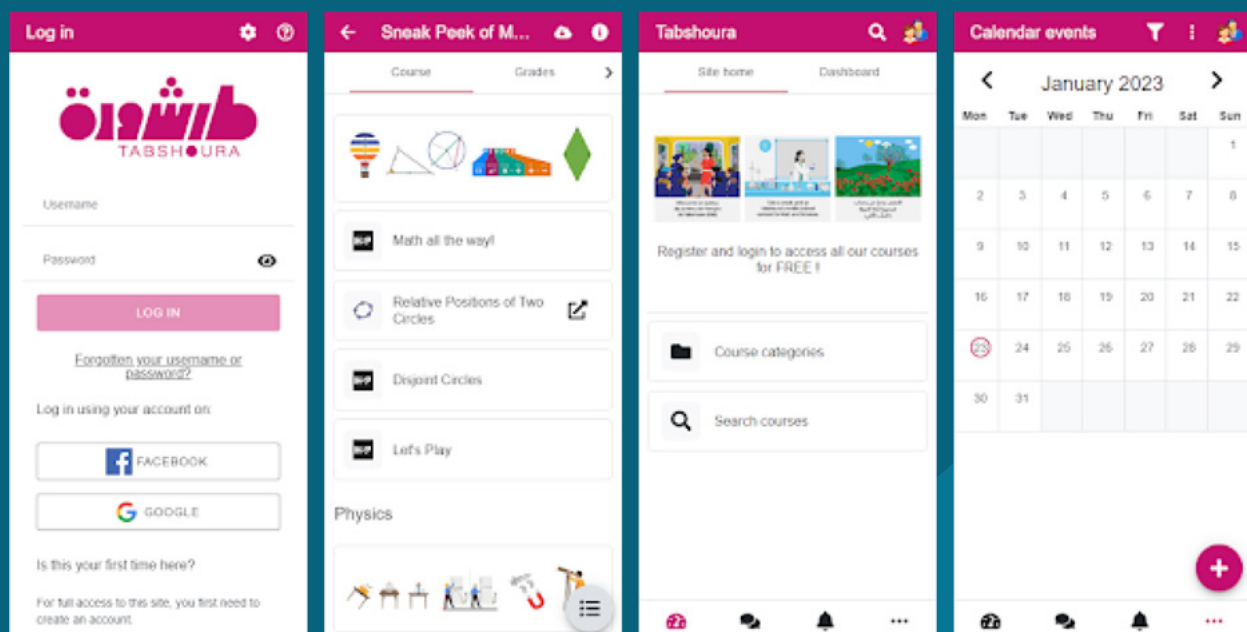 Log in
طبشورة
TABSHOURA
Username
Password
LOG IN
Forgotten your username or
password?
Log in using your account on:
FACEBOOK
GOOGLE
Is this your first time here?
For full access to this site, you first need to
create an account.
Sneak Peek of M...
Course Grades
Math all the way!
Relative Positions of Two
Circles
Disjoint Circles
Let's Play
Physics
Tabshoura
Site home Dashboard
Register and login to access all our courses
for FREE !
Course categories
Search courses
Calendar events
January 2023
Mon Tue Wed Thu Fri Sat Sun
1
2 3 4 5 6 7 8
9 10 11 12 13 14 15
16 17 18 19 20 21 22
23 24 25 26 27 28 29
30 31